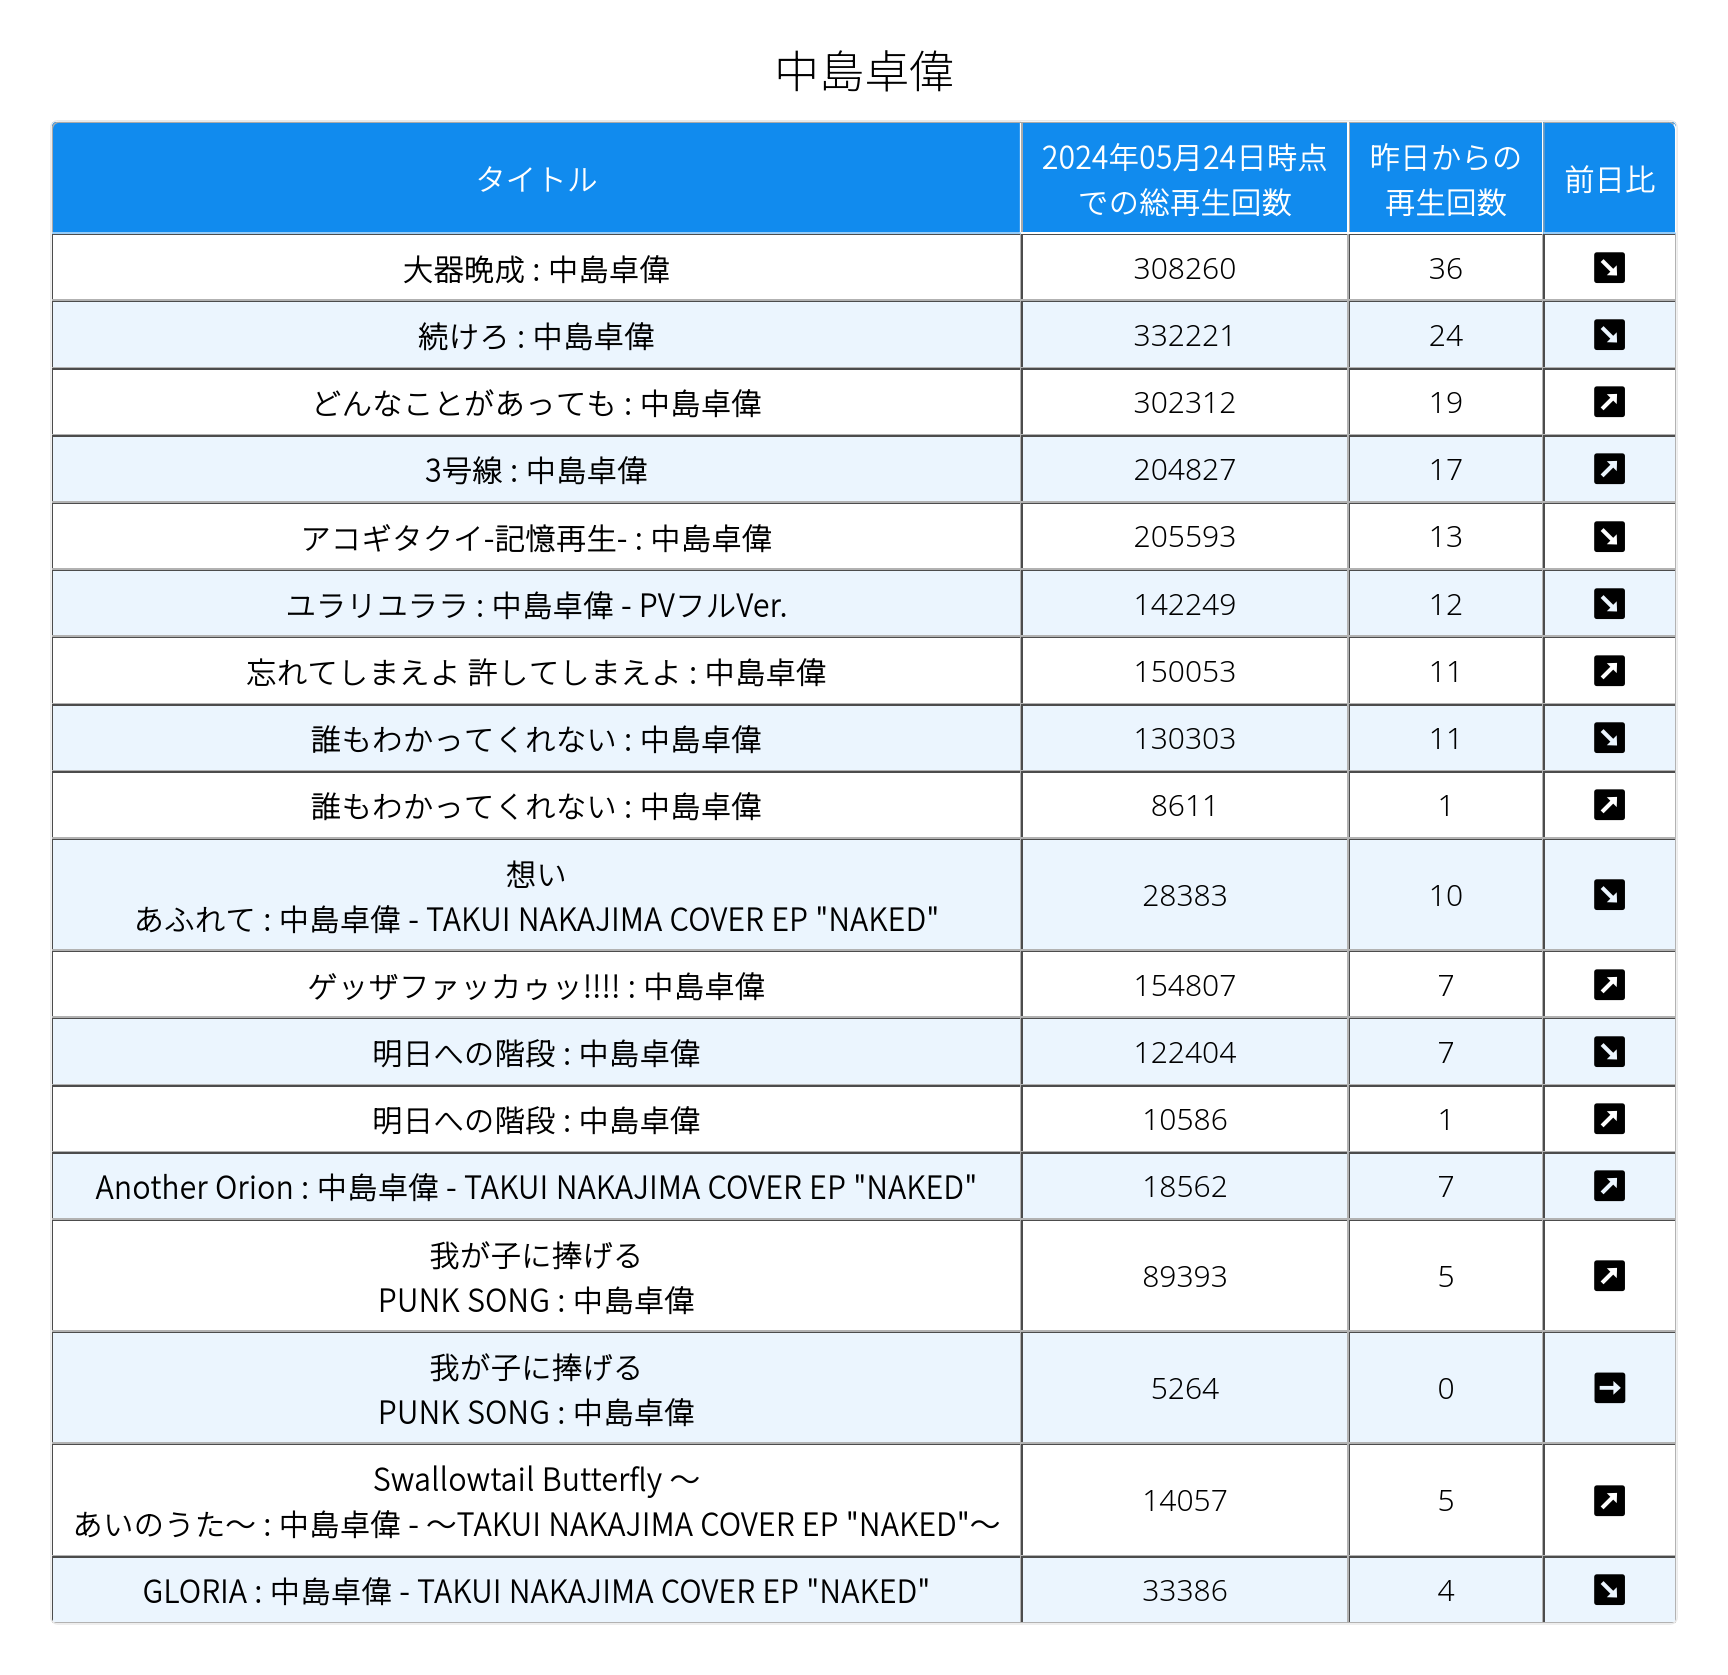 中島卓偉
タイトル 2024年05月24日時点での総再生回数 昨日からの再生回数 前日比
大器晩成 : 中島卓偉 308260 36 ↘
続けろ : 中島卓偉 332221 24 ↘
どんなことがあっても : 中島卓偉 302312 19 ↗
3号線 : 中島卓偉 204827 17 ↗
アコギタクイ-記憶再生- : 中島卓偉 205593 13 ↘
ユラリユララ : 中島卓偉 - PVフルVer. 142249 12 ↘
忘れてしまえよ 許してしまえよ : 中島卓偉 150053 11 ↗
誰もわかってくれない : 中島卓偉 130303 11 ↘
誰もわかってくれない : 中島卓偉 8611 1 ↗
想い
あふれて : 中島卓偉 - TAKUI NAKAJIMA COVER EP "NAKED" 28383 10 ↘
ゲッザファッカゥッ!!!! : 中島卓偉 154807 7 ↗
明日への階段 : 中島卓偉 122404 7 ↘
明日への階段 : 中島卓偉 10586 1 ↗
Another Orion : 中島卓偉 - TAKUI NAKAJIMA COVER EP "NAKED" 18562 7 ↗
我が子に捧げる
PUNK SONG : 中島卓偉 89393 5 ↗
我が子に捧げる
PUNK SONG : 中島卓偉 5264 0 →
Swallowtail Butterfly ～
あいのうた～ : 中島卓偉 - ～TAKUI NAKAJIMA COVER EP "NAKED"～ 14057 5 ↗
GLORIA : 中島卓偉 - TAKUI NAKAJIMA COVER EP "NAKED" 33386 4 ↘